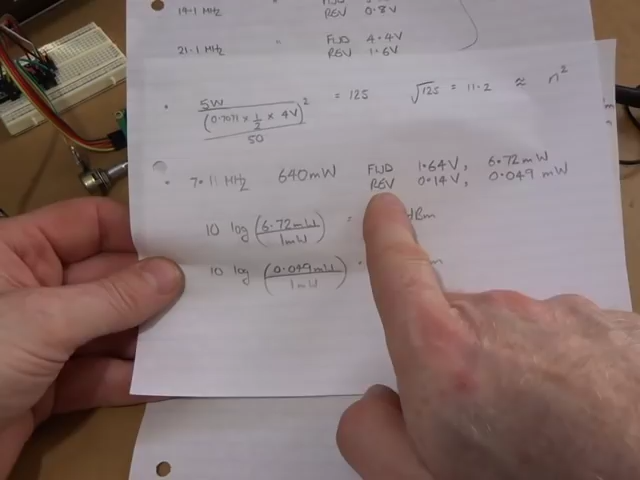 14.1 MHz
REV 0.8V
21.1 MHz " FWD 4.4V
REV 1.6V
• 5W = 125 √125 = 11.2 ≈ n²
(0.7071 × 1/2 × 4V)²
50
• 7.11 MHz 640mW FWD 1.64V, 6.72mW
REV 0.14V, 0.049 mW
10 log (6.72mW / 1mW) = dBm
10 log (0.049mW / 1mW) m